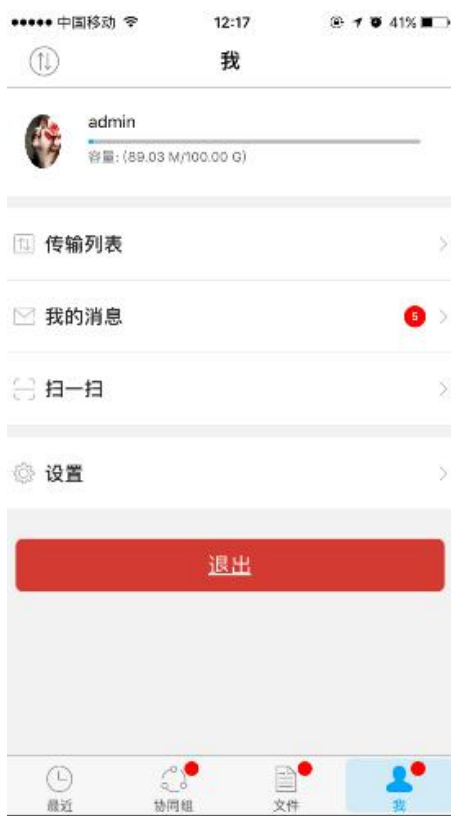 中国移动 12:17 41%
我
admin
容量: (89.03 M/100.00 G)
传输列表
我的消息 5
扫一扫
设置
退出
最近 协同组 文件 我